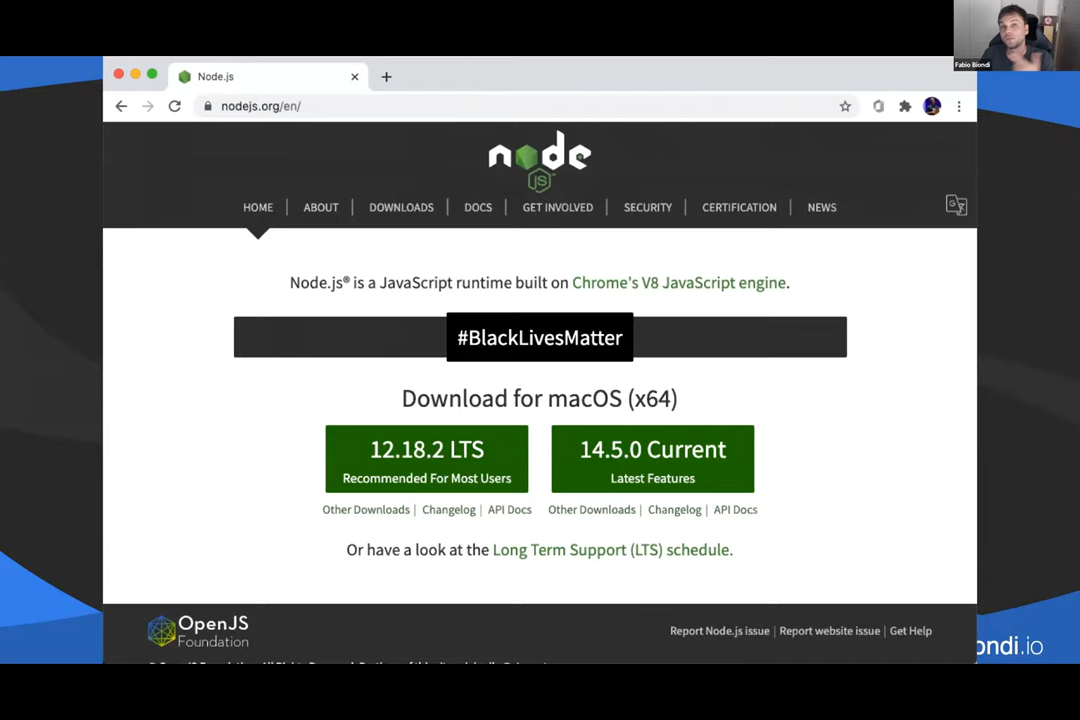 Fabio Biondi
Node.js
nodejs.org/en/
node
JS
HOME | ABOUT | DOWNLOADS | DOCS | GET INVOLVED | SECURITY | CERTIFICATION | NEWS
Node.js® is a JavaScript runtime built on Chrome's V8 JavaScript engine.
#BlackLivesMatter
Download for macOS (x64)
12.18.2 LTS
Recommended For Most Users
14.5.0 Current
Latest Features
Other Downloads | Changelog | API Docs
Other Downloads | Changelog | API Docs
Or have a look at the Long Term Support (LTS) schedule.
OpenJS
Foundation
Report Node.js issue | Report website issue | Get Help
ondi.io